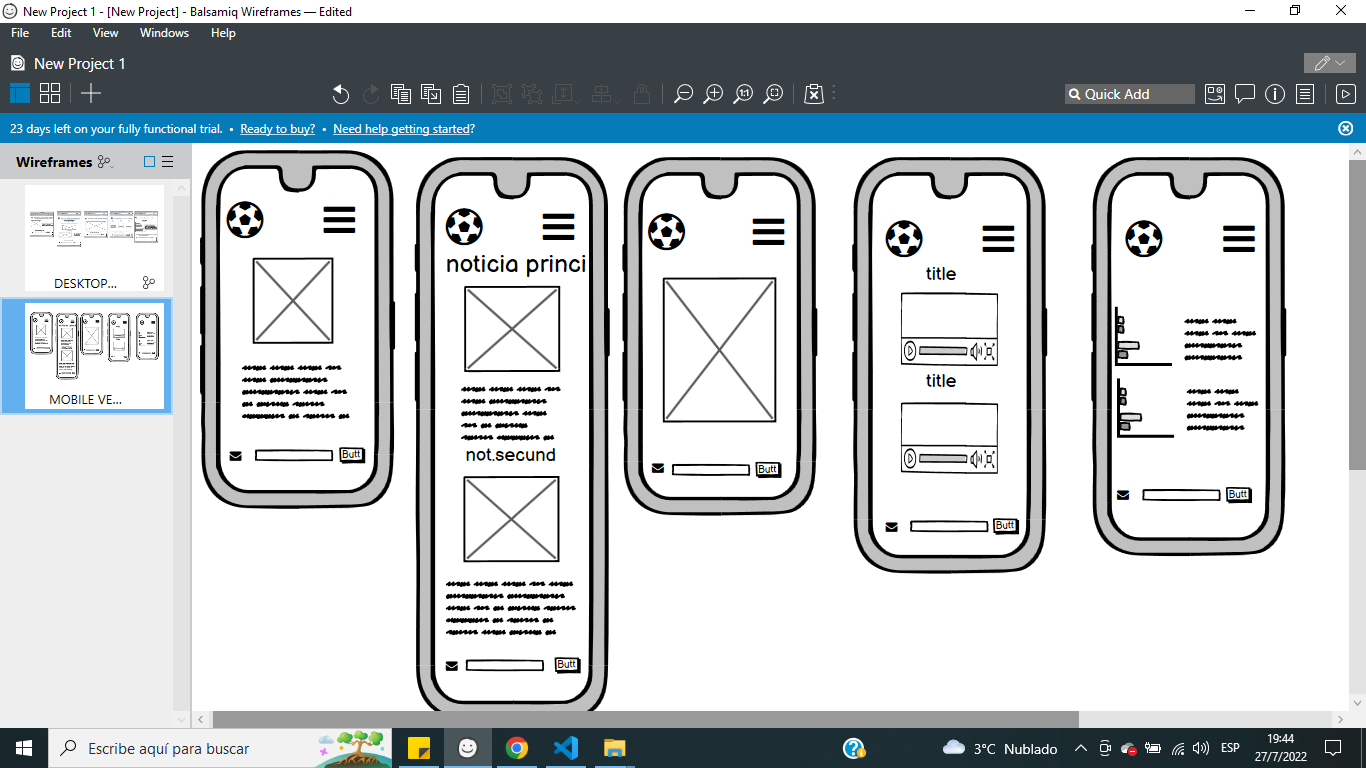 New Project 1 - [New Project] - Balsamiq Wireframes — Edited
File Edit View Windows Help
New Project 1
1:1
Quick Add
23 days left on your fully functional trial. • Ready to buy? • Need help getting started?
Wireframes
DESKTOP...
MOBILE VE...
Butt
noticia princi
not.secund
Butt
Butt
title
title
Butt
Butt
Escribe aquí para buscar
3°C Nublado
ESP
19:44
27/7/2022